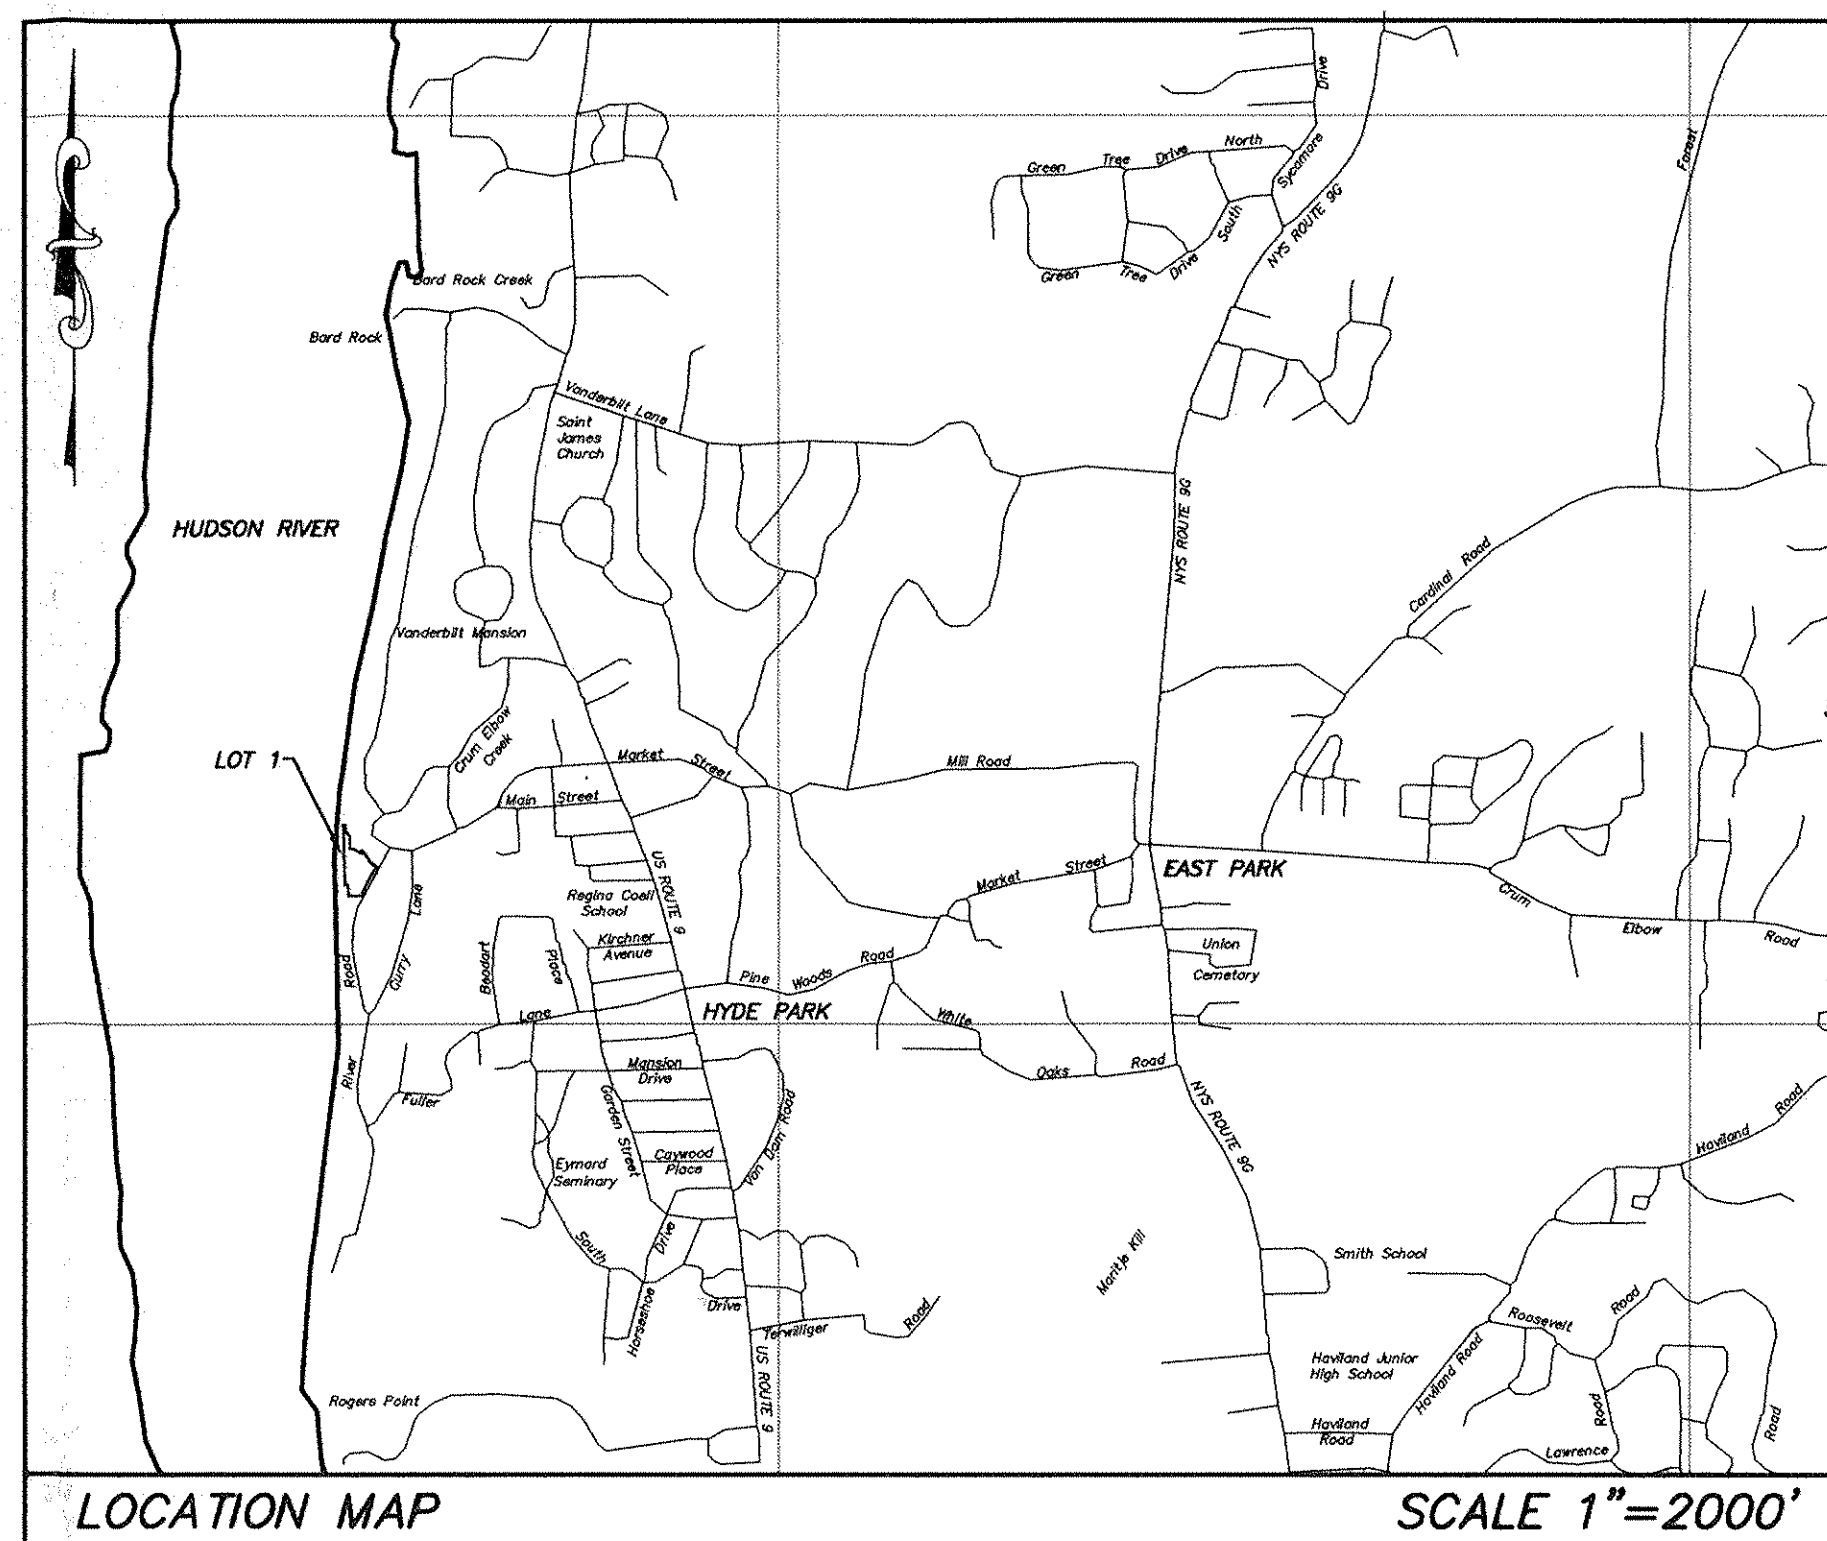 Drive
Forest
North
Green Tree Drive
Sycamore
South
NYS ROUTE 9G
Green Tree Drive
Bard Rock Creek
Bard Rock
Vanderbilt Lane
Saint
James
Church
HUDSON RIVER
NYS ROUTE 9G
Cardinal Road
Vanderbilt Mansion
Crum Elbow
Creek
LOT 1
Market Street
Mill Road
Main Street
US ROUTE 9
Market Street
EAST PARK
Crum
Elbow
Road
Regina Coeli
School
Lane
Curry
Road
River
Kirchner
Avenue
Place
Union
Cemetery
Pine Woods Road
HYDE PARK
Lane
White
Oaks
Road
Mansion
Drive
Fuller
Garden Street
Van Dam Road
NYS ROUTE 9G
Haviland
Road
Caywood
Place
Eymard
Seminary
South
Drive
Maritje Kill
Smith School
Horseshoe
Drive
Terwilliger
Road
Roosevelt
Road
US ROUTE 9
Haviland Junior
High School
Haviland Road
Rogers Point
Haviland
Road
Road
Road
Lawrence
LOCATION MAP
SCALE 1"=2000'